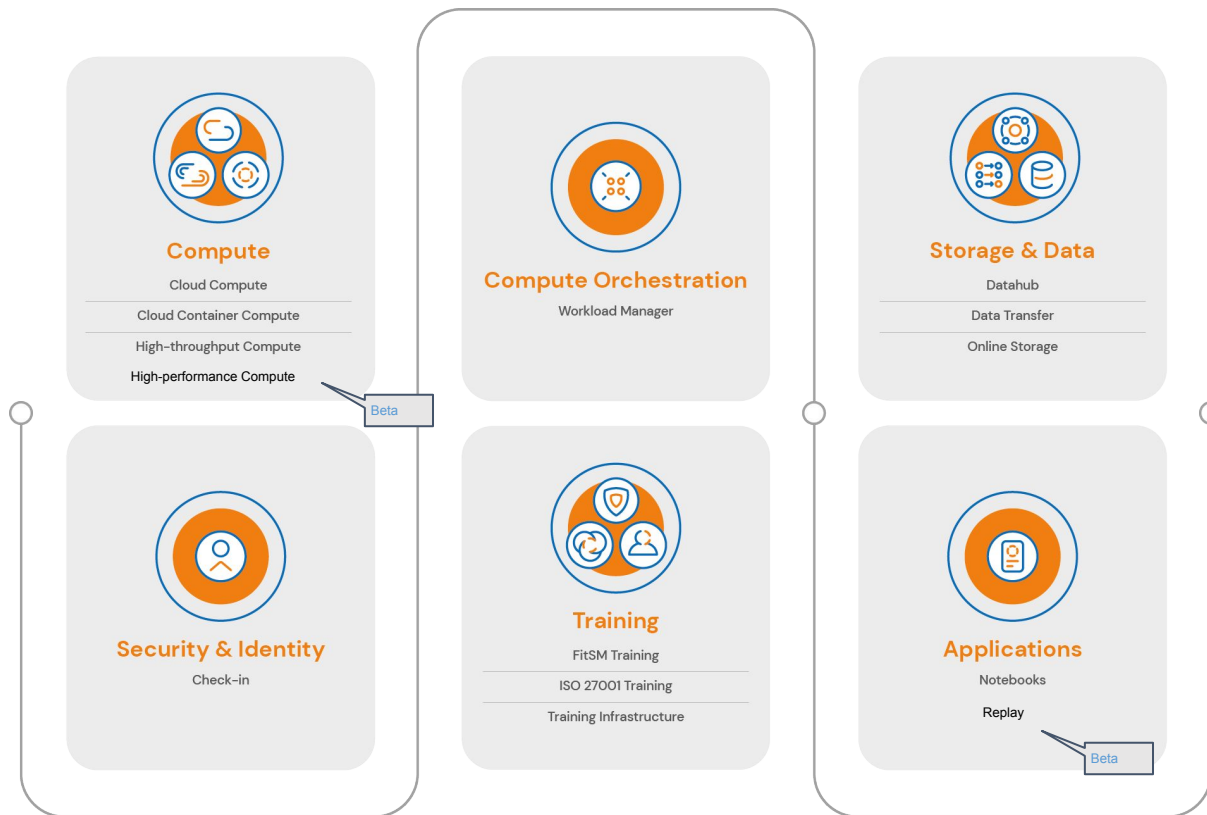 Compute
Cloud Compute
Cloud Container Compute
High-throughput Compute
High-performance Compute
Beta
Compute Orchestration
Workload Manager
Storage & Data
Datahub
Data Transfer
Online Storage
Security & Identity
Check-in
Training
FitSM Training
ISO 27001 Training
Training Infrastructure
Applications
Notebooks
Replay
Beta